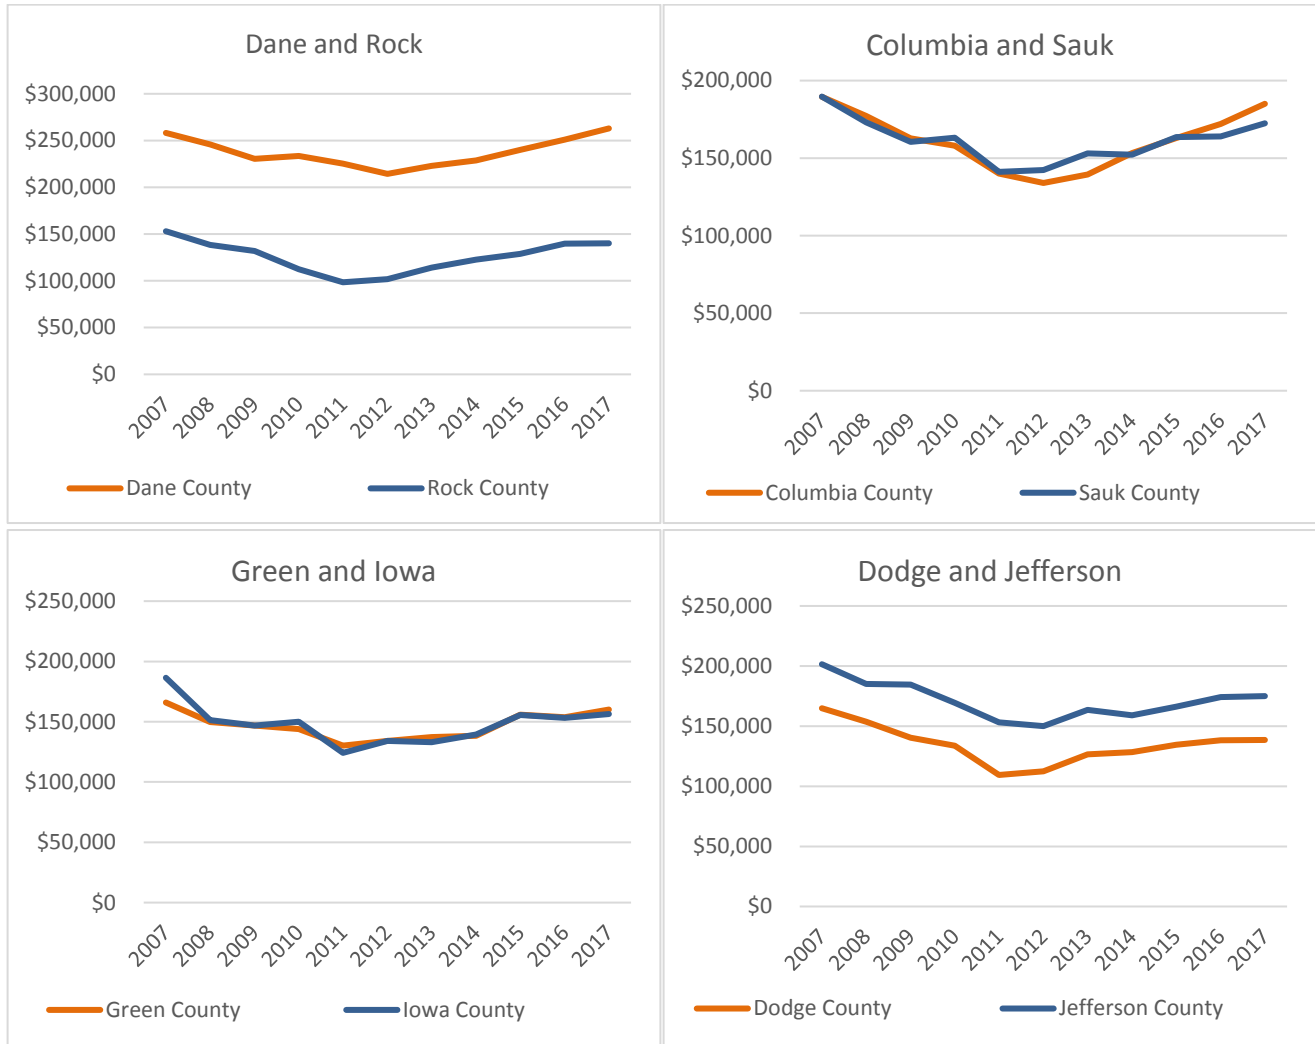 Dane and Rock
$300,000
$250,000
$200,000
$150,000
$100,000
$50,000
$0
2007 2008 2009 2010 2011 2012 2013 2014 2015 2016 2017
Dane County Rock County
Columbia and Sauk
$200,000
$150,000
$100,000
$50,000
$0
2007 2008 2009 2010 2011 2012 2013 2014 2015 2016 2017
Columbia County Sauk County
Green and Iowa
$250,000
$200,000
$150,000
$100,000
$50,000
$0
2007 2008 2009 2010 2011 2012 2013 2014 2015 2016 2017
Green County Iowa County
Dodge and Jefferson
$250,000
$200,000
$150,000
$100,000
$50,000
$0
2007 2008 2009 2010 2011 2012 2013 2014 2015 2016 2017
Dodge County Jefferson County